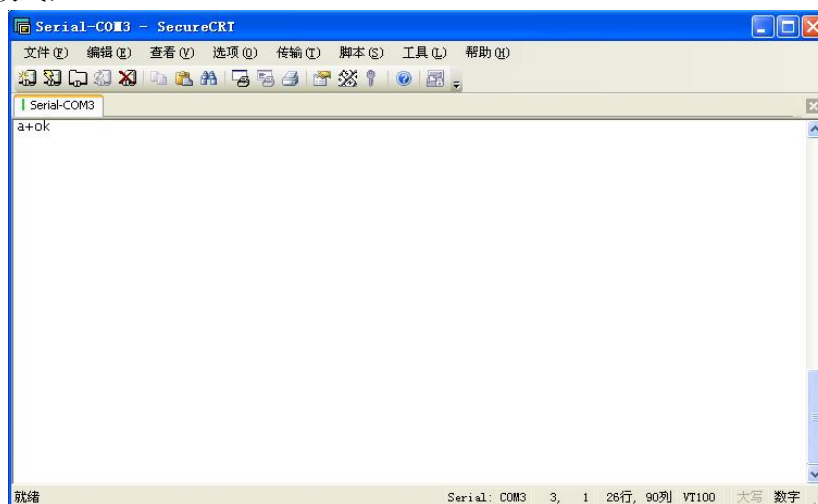 Serial-COM3 - SecureCRT
文件(F) 编辑(E) 查看(V) 选项(O) 传输(T) 脚本(S) 工具(L) 帮助(H)
Serial-COM3
a+ok
就绪 Serial: COM3 3, 1 26行, 90列 VT100 大写 数字